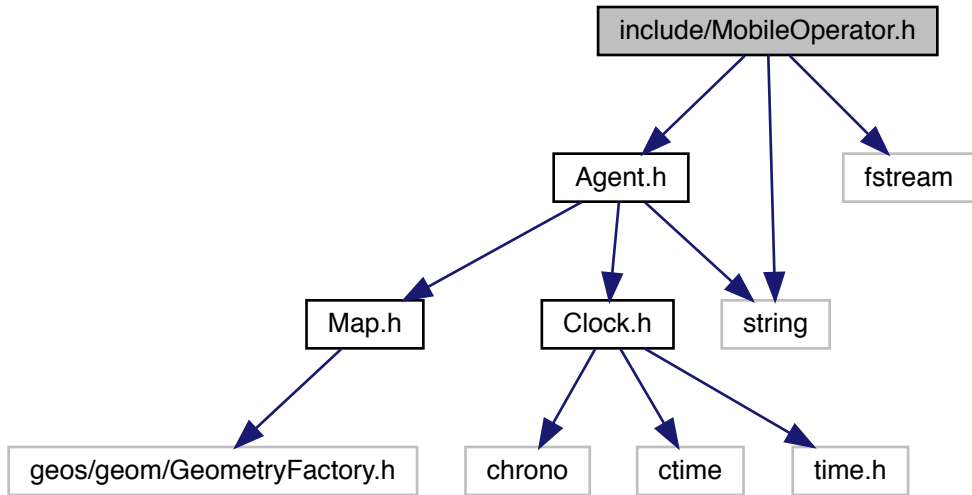 include/MobileOperator.h
Agent.h
fstream
Map.h
Clock.h
string
geos/geom/GeometryFactory.h
chrono
ctime
time.h